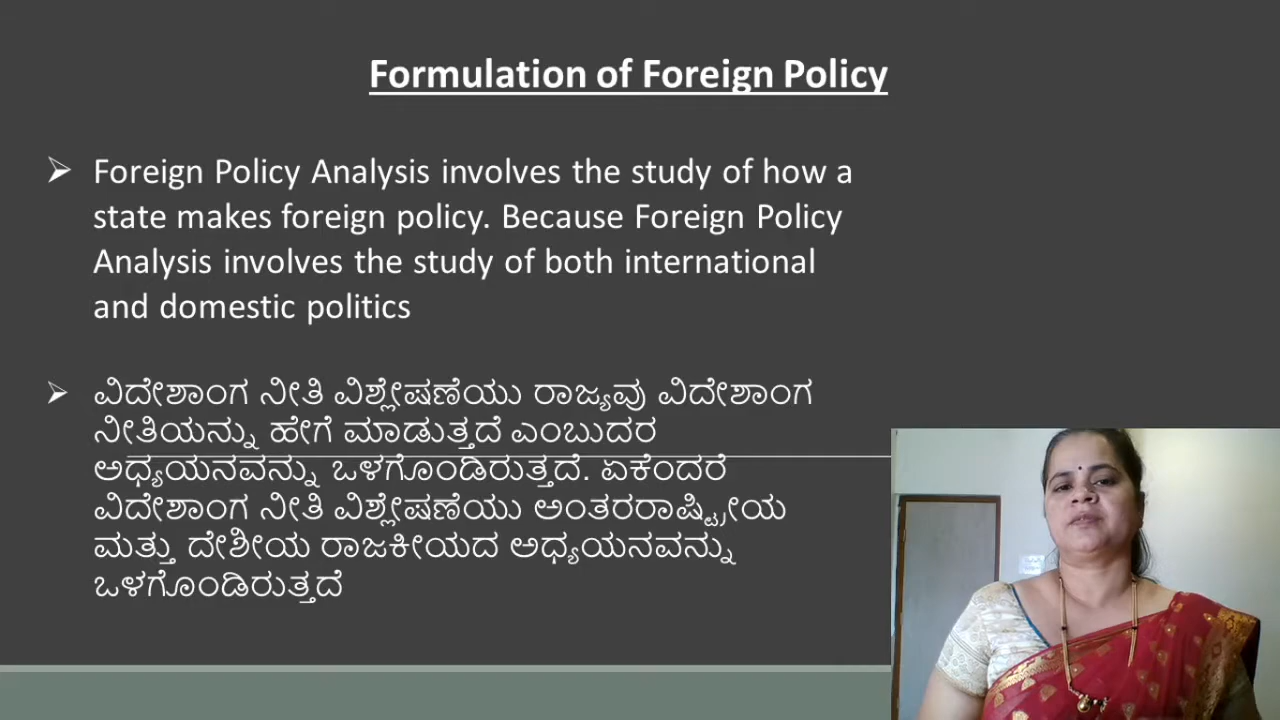 Formulation of Foreign Policy
Foreign Policy Analysis involves the study of how a
state makes foreign policy. Because Foreign Policy
Analysis involves the study of both international
and domestic politics
ವಿದೇಶಾಂಗ ನೀತಿ ವಿಶ್ಲೇಷಣೆಯು ರಾಜ್ಯವು ವಿದೇಶಾಂಗ
ನೀತಿಯನ್ನು ಹೇಗೆ ಮಾಡುತ್ತದೆ ಎಂಬುದರ
ಅಧ್ಯಯನವನ್ನು ಒಳಗೊಂಡಿರುತ್ತದೆ. ಏಕೆಂದರೆ
ವಿದೇಶಾಂಗ ನೀತಿ ವಿಶ್ಲೇಷಣೆಯು ಅಂತರರಾಷ್ಟ್ರೀಯ
ಮತ್ತು ದೇಶೀಯ ರಾಜಕೀಯದ ಅಧ್ಯಯನವನ್ನು
ಒಳಗೊಂಡಿರುತ್ತದೆ